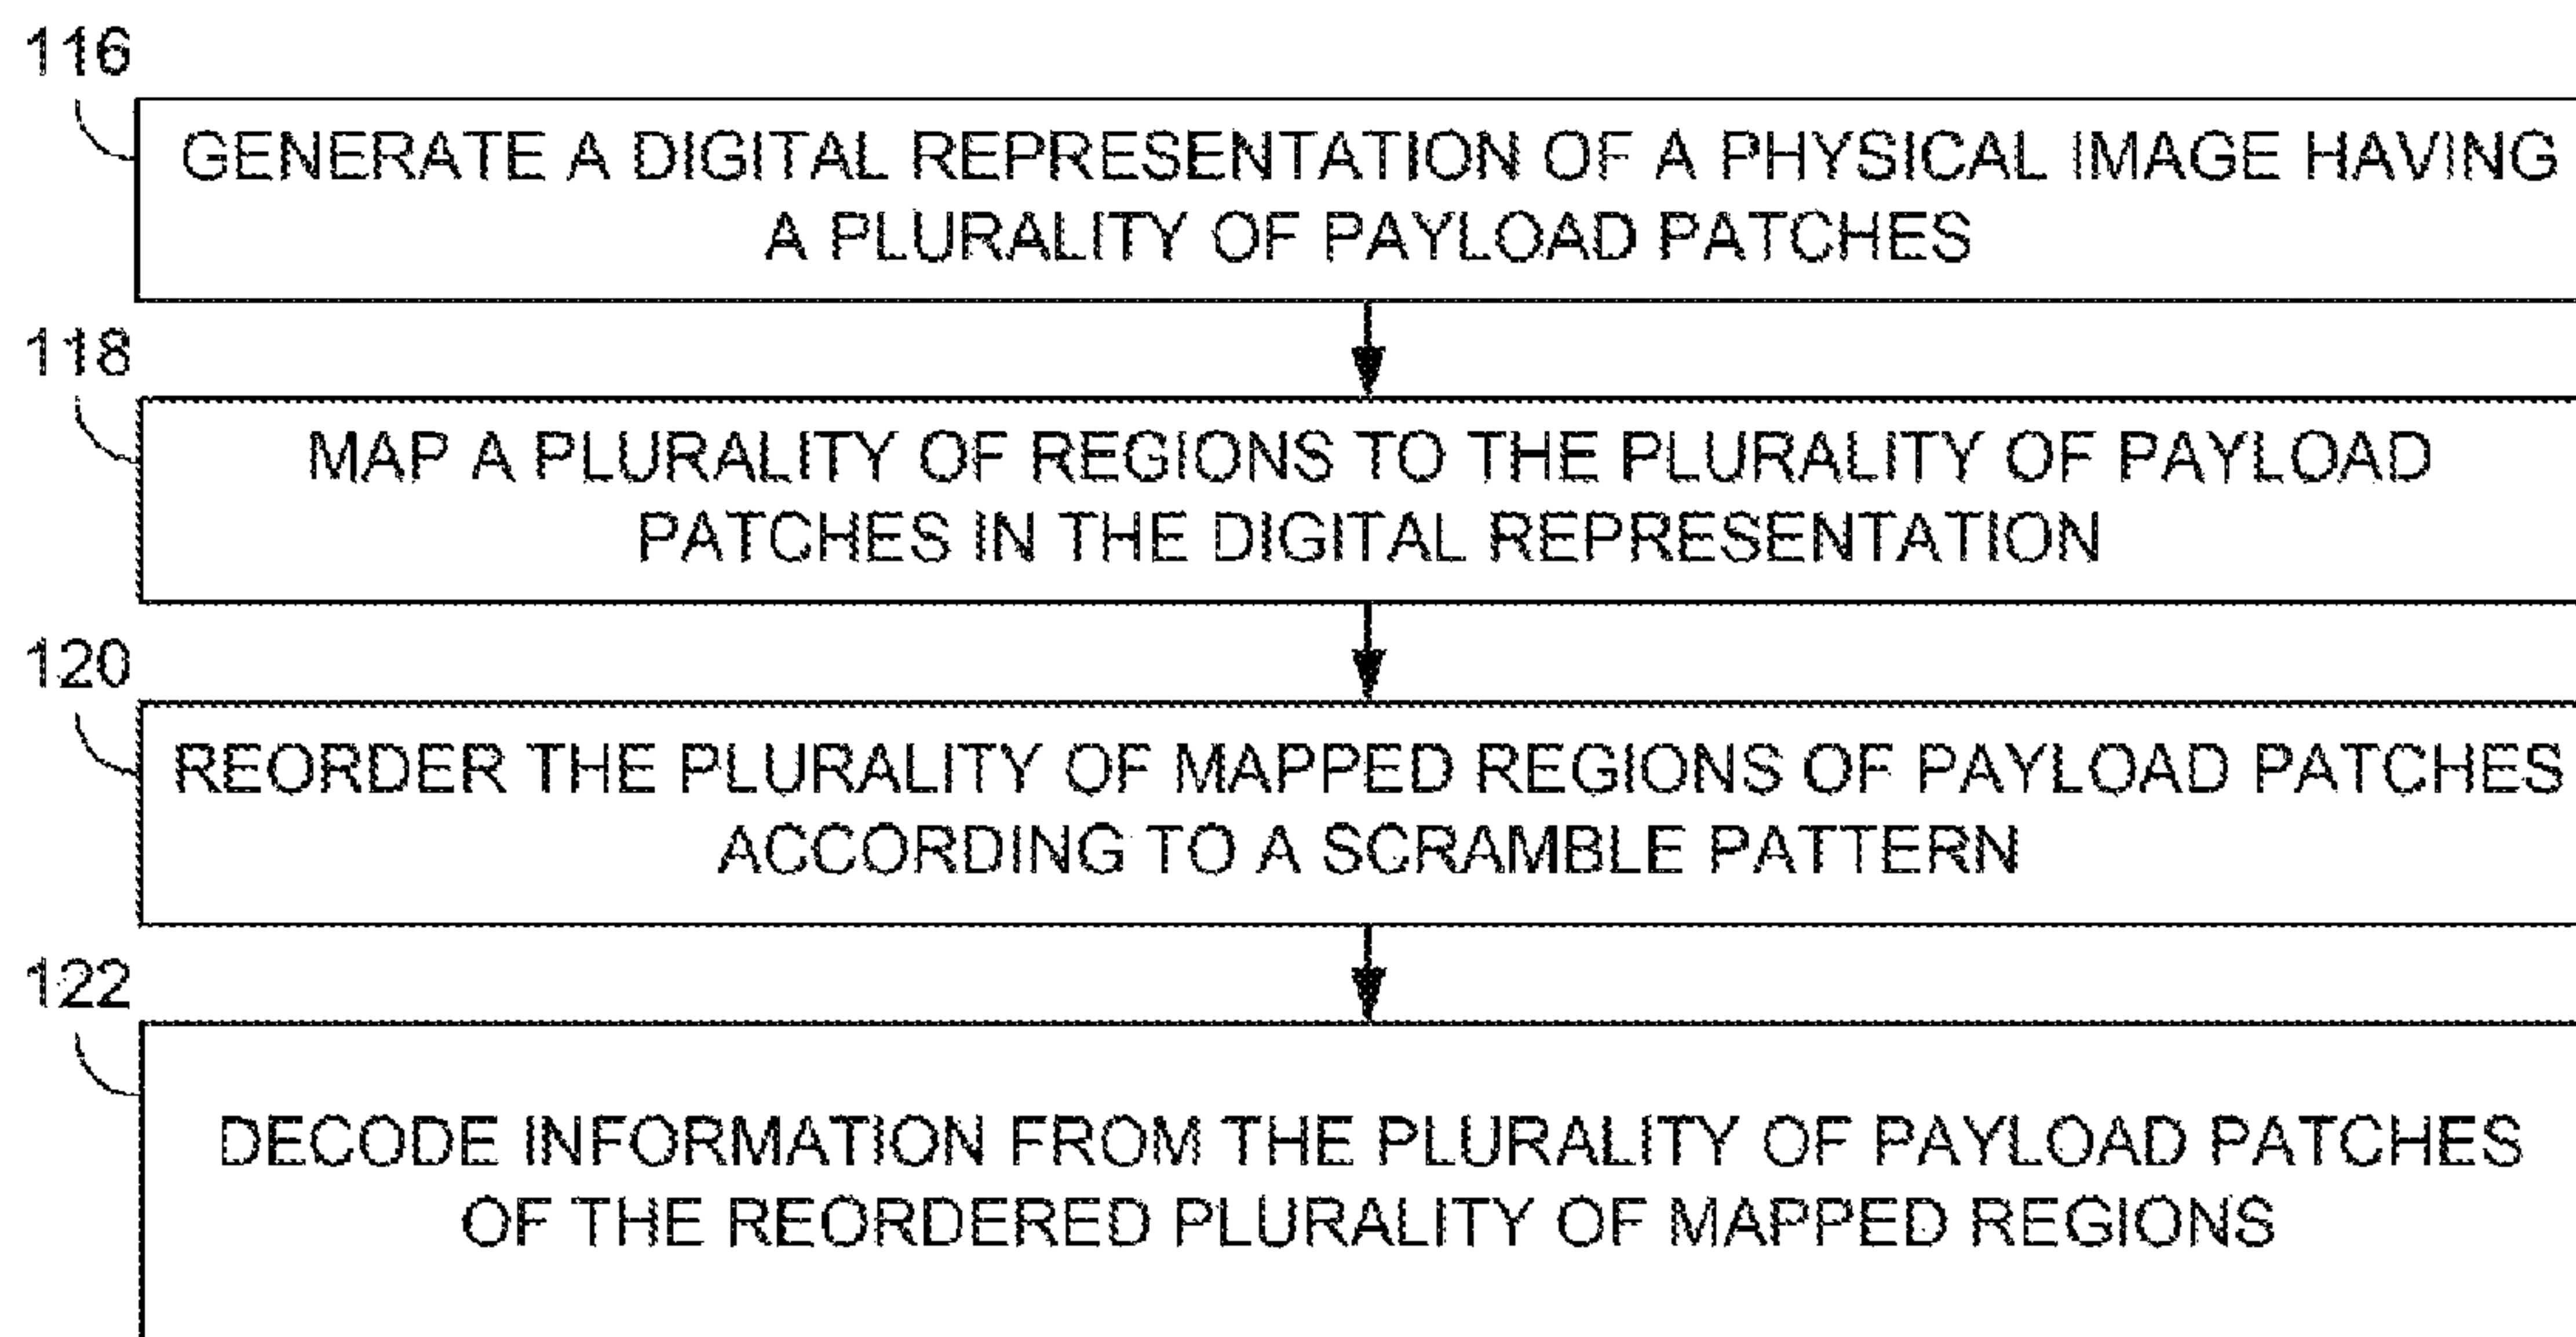 116
GENERATE A DIGITAL REPRESENTATION OF A PHYSICAL IMAGE HAVING
A PLURALITY OF PAYLOAD PATCHES
118
MAP A PLURALITY OF REGIONS TO THE PLURALITY OF PAYLOAD
PATCHES IN THE DIGITAL REPRESENTATION
120
REORDER THE PLURALITY OF MAPPED REGIONS OF PAYLOAD PATCHES
ACCORDING TO A SCRAMBLE PATTERN
122
DECODE INFORMATION FROM THE PLURALITY OF PAYLOAD PATCHES
OF THE REORDERED PLURALITY OF MAPPED REGIONS